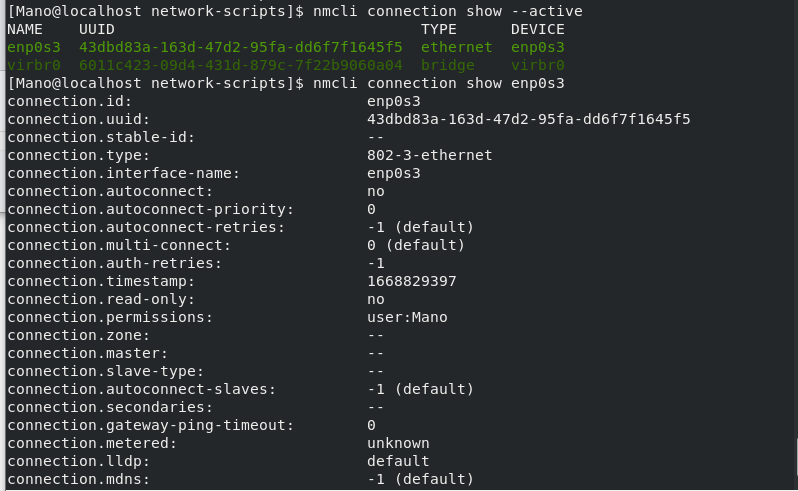 [Mano@localhost network-scripts]$ nmcli connection show --active
NAME    UUID                                  TYPE      DEVICE
enp0s3  43dbd83a-163d-47d2-95fa-dd6f7f1645f5  ethernet  enp0s3
virbr0  6011c423-09d4-431d-879c-7f22b9060a04  bridge    virbr0
[Mano@localhost network-scripts]$ nmcli connection show enp0s3
connection.id:                          enp0s3
connection.uuid:                        43dbd83a-163d-47d2-95fa-dd6f7f1645f5
connection.stable-id:                   --
connection.type:                        802-3-ethernet
connection.interface-name:              enp0s3
connection.autoconnect:                 no
connection.autoconnect-priority:        0
connection.autoconnect-retries:         -1 (default)
connection.multi-connect:               0 (default)
connection.auth-retries:                -1
connection.timestamp:                   1668829397
connection.read-only:                   no
connection.permissions:                 user:Mano
connection.zone:                        --
connection.master:                      --
connection.slave-type:                  --
connection.autoconnect-slaves:          -1 (default)
connection.secondaries:                 --
connection.gateway-ping-timeout:        0
connection.metered:                     unknown
connection.lldp:                        default
connection.mdns:                        -1 (default)